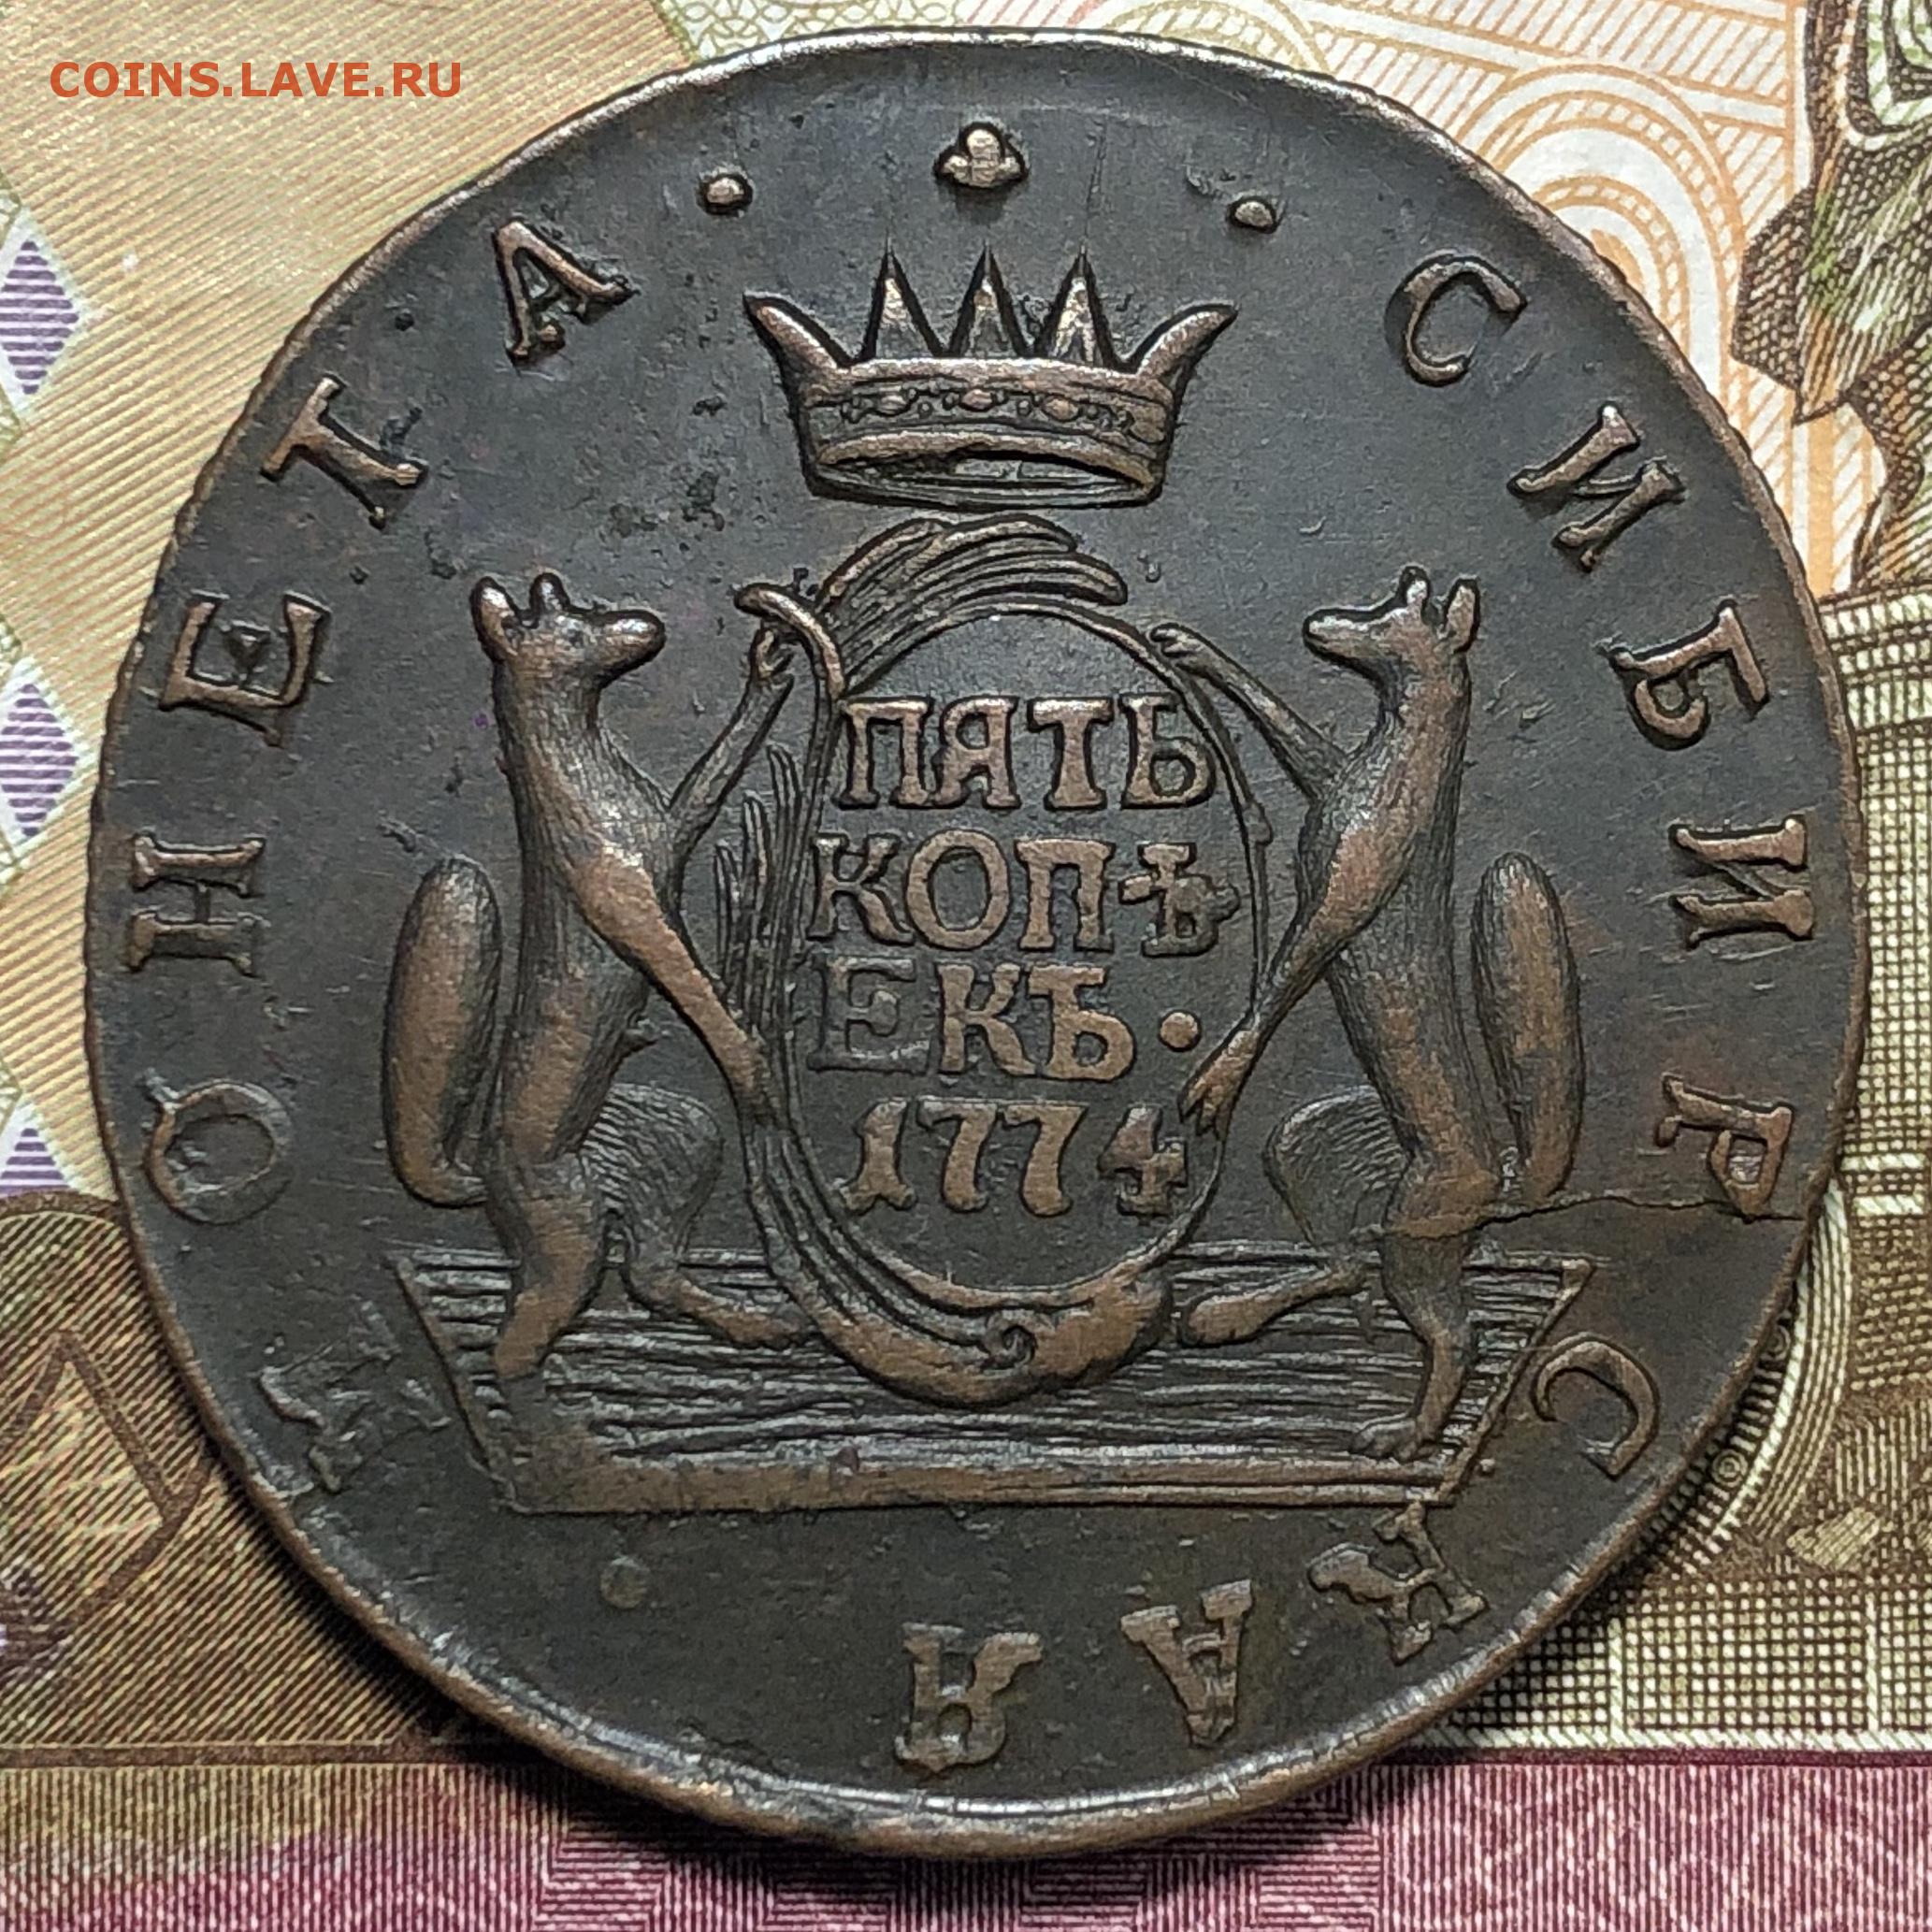 COINS.LAVE.RU
СИБИРСКАЯ МОНЕТА
ПЯТЬ
КОПѢ
ЕКЪ·
1774